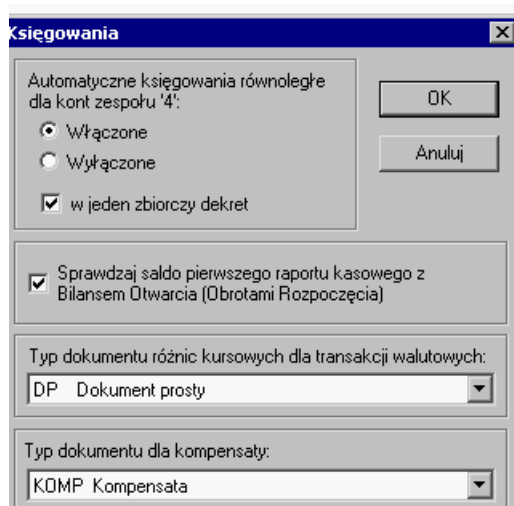 Księgowania
Automatyczne księgowania równoległe
dla kont zespołu '4':
Włączone
Wyłączone
w jeden zbiorczy dekret
OK
Anuluj
Sprawdzaj saldo pierwszego raportu kasowego z
Bilansem Otwarcia (Obrotami Rozpoczęcia)
Typ dokumentu różnic kursowych dla transakcji walutowych:
DP Dokument prosty
Typ dokumentu dla kompensaty:
KOMP Kompensata